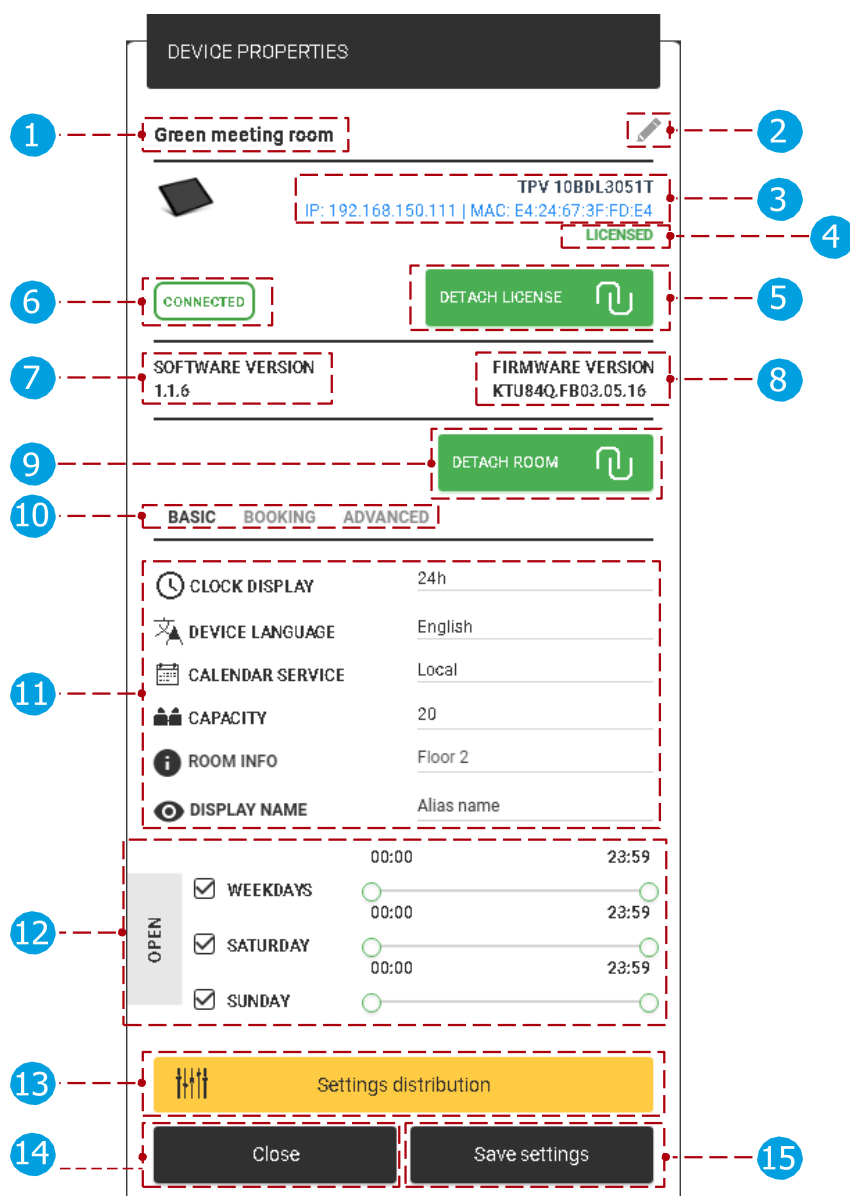 DEVICE PROPERTIES
1 Green meeting room 2
TPV 10BDL3051T
3
IP: 192.168.150.111 | MAC: E4:24:67:3F:FD:E4
LICENSED 4
6 CONNECTED DETACH LICENSE 5
SOFTWARE VERSION FIRMWARE VERSION
7 8
1.1.6 KTU84Q.FB03.05.16
9 DETACH ROOM
10 BASIC BOOKING ADVANCED
CLOCK DISPLAY 24h
DEVICE LANGUAGE English
CALENDAR SERVICE Local
11
CAPACITY 20
ROOM INFO Floor 2
DISPLAY NAME Alias name
00:00 23:59
WEEKDAYS
00:00 23:59
12 OPEN SATURDAY
00:00 23:59
SUNDAY
13 Settings distribution
14 Close Save settings 15